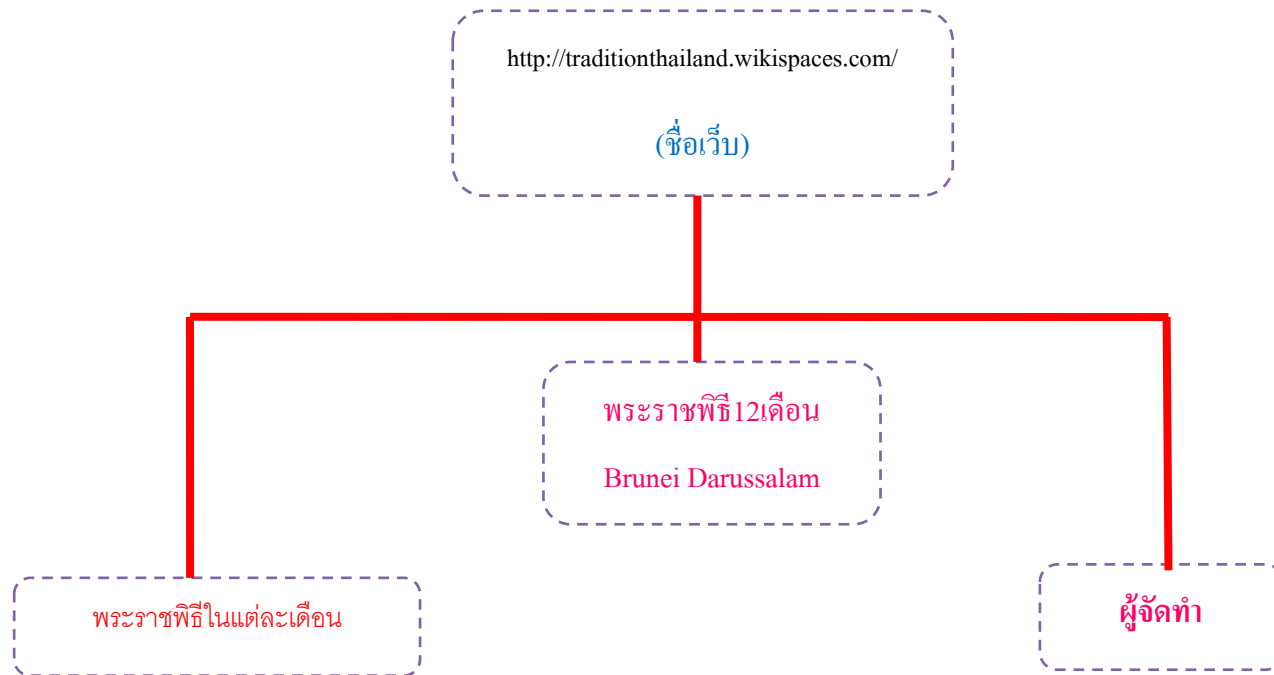 http://traditionthailand.wikispaces.com/
(ชื่อเว็บ)
พระราชพิธี12เดือน
Brunei Darussalam
พระราชพิธีในแต่ละเดือน
ผู้จัดทำ